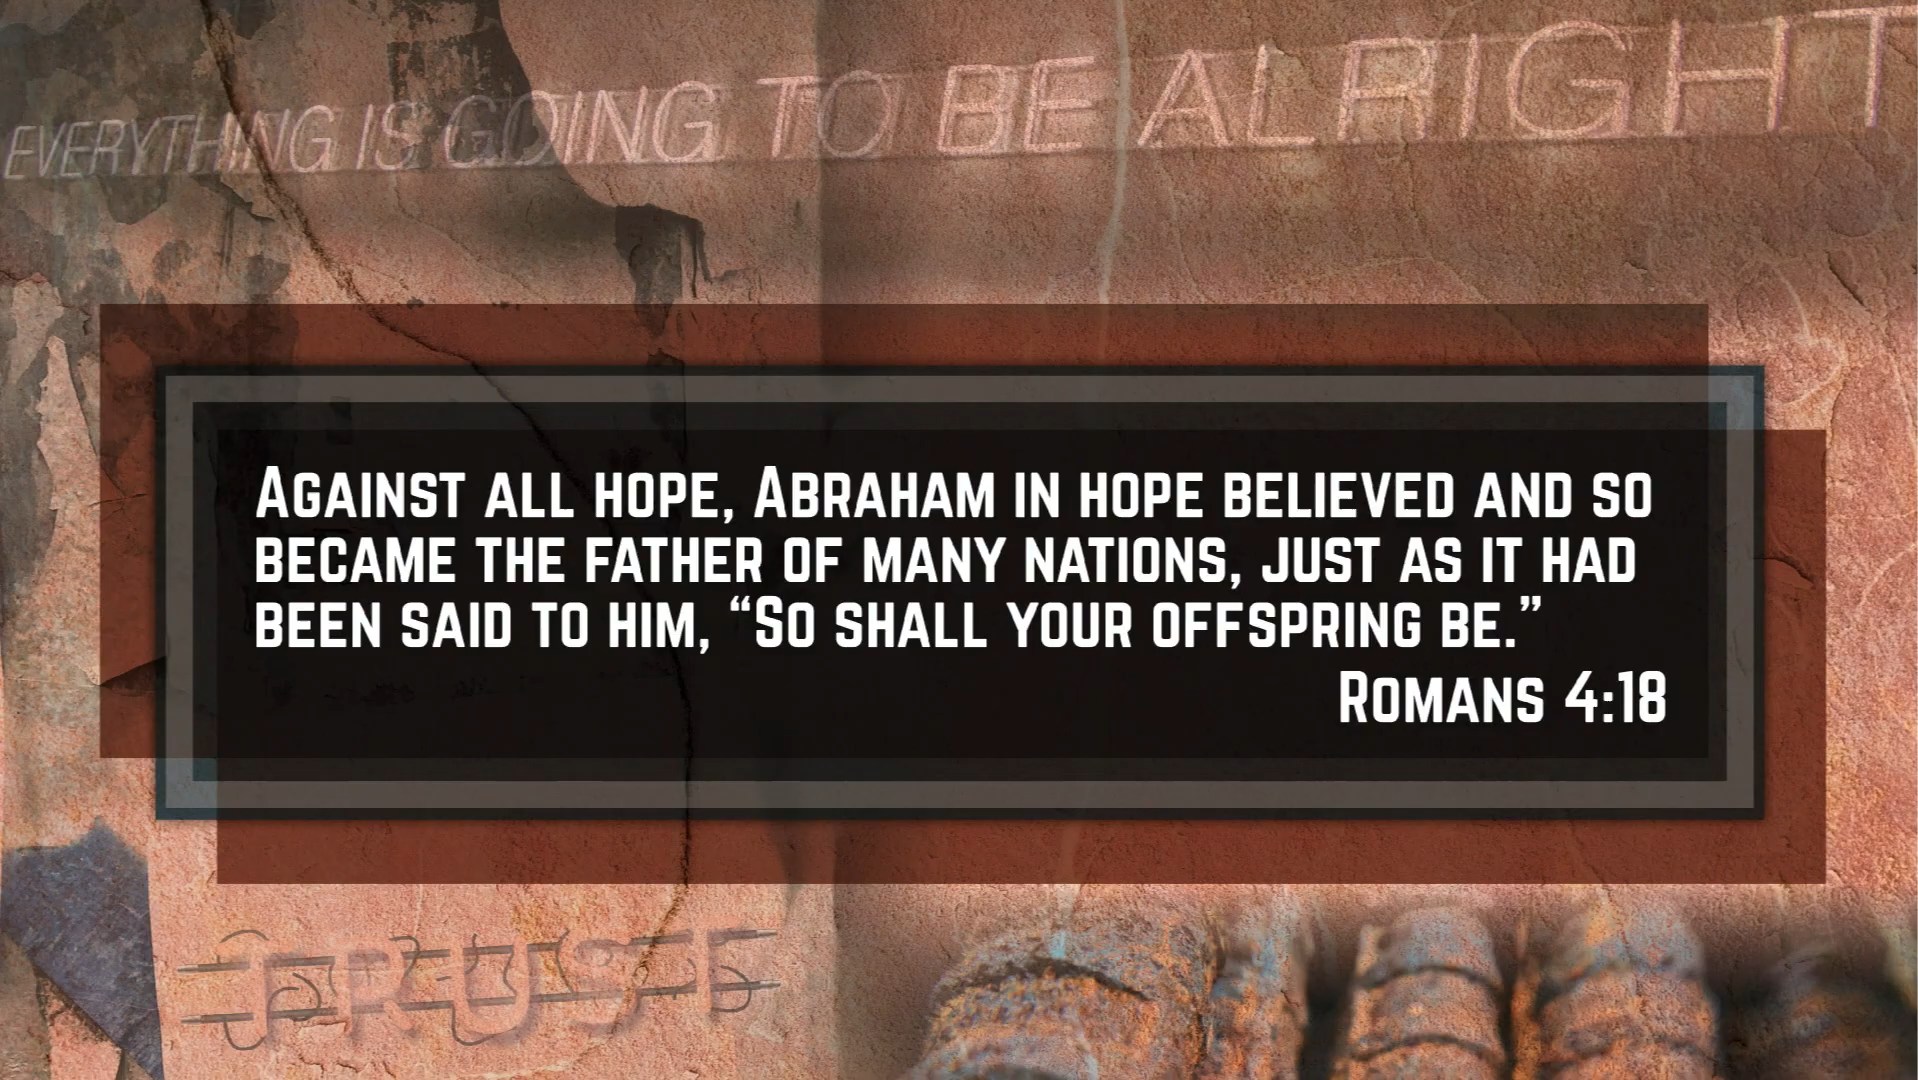 EVERYTHING IS GOING TO BE ALRIGHT
Against all hope, Abraham in hope believed and so
became the father of many nations, just as it had
been said to him, “So shall your offspring be.”
Romans 4:18
TRUST